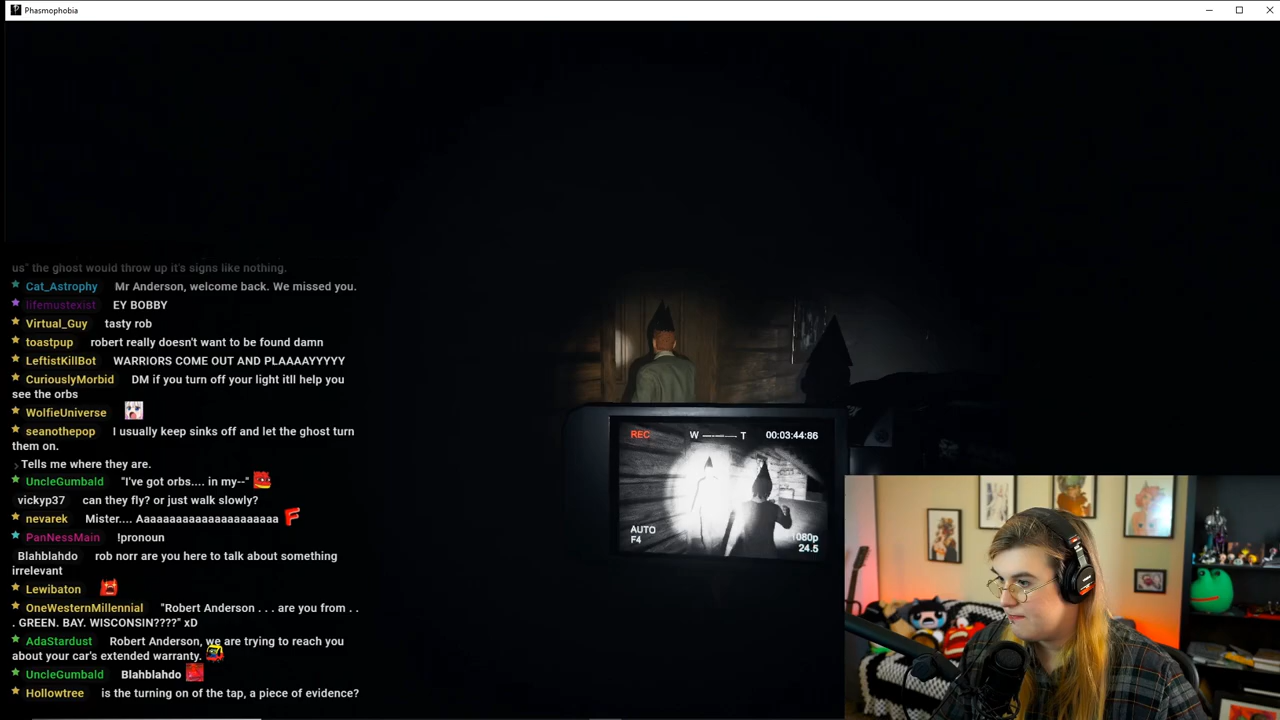 Phasmophobia
us" the ghost would throw up it's signs like nothing.
Cat_Astrophy Mr Anderson, welcome back. We missed you.
lifemustexist EY BOBBY
Virtual_Guy tasty rob
toastpup robert really doesn't want to be found damn
LeftistKillBot WARRIORS COME OUT AND PLAAAAYYYYY
CuriouslyMorbid DM if you turn off your light itll help you
see the orbs
WolfieUniverse
seanothepop I usually keep sinks off and let the ghost turn
them on.
Tells me where they are.
UncleGumbald "I've got orbs.... in my--"
vickyp37 can they fly? or just walk slowly?
nevarek Mister.... Aaaaaaaaaaaaaaaaaaaaaa
PanNessMain !pronoun
Blahblahdo rob norr are you here to talk about something
irrelevant
Lewibaton
OneWesternMillennial "Robert Anderson . . . are you from . .
. GREEN. BAY. WISCONSIN????" xD
AdaStardust Robert Anderson, we are trying to reach you
about your car's extended warranty.
UncleGumbald Blahblahdo
Hollowtree is the turning on of the tap, a piece of evidence?
REC W T 00:03:44:86
AUTO
F4
1080p
24.5